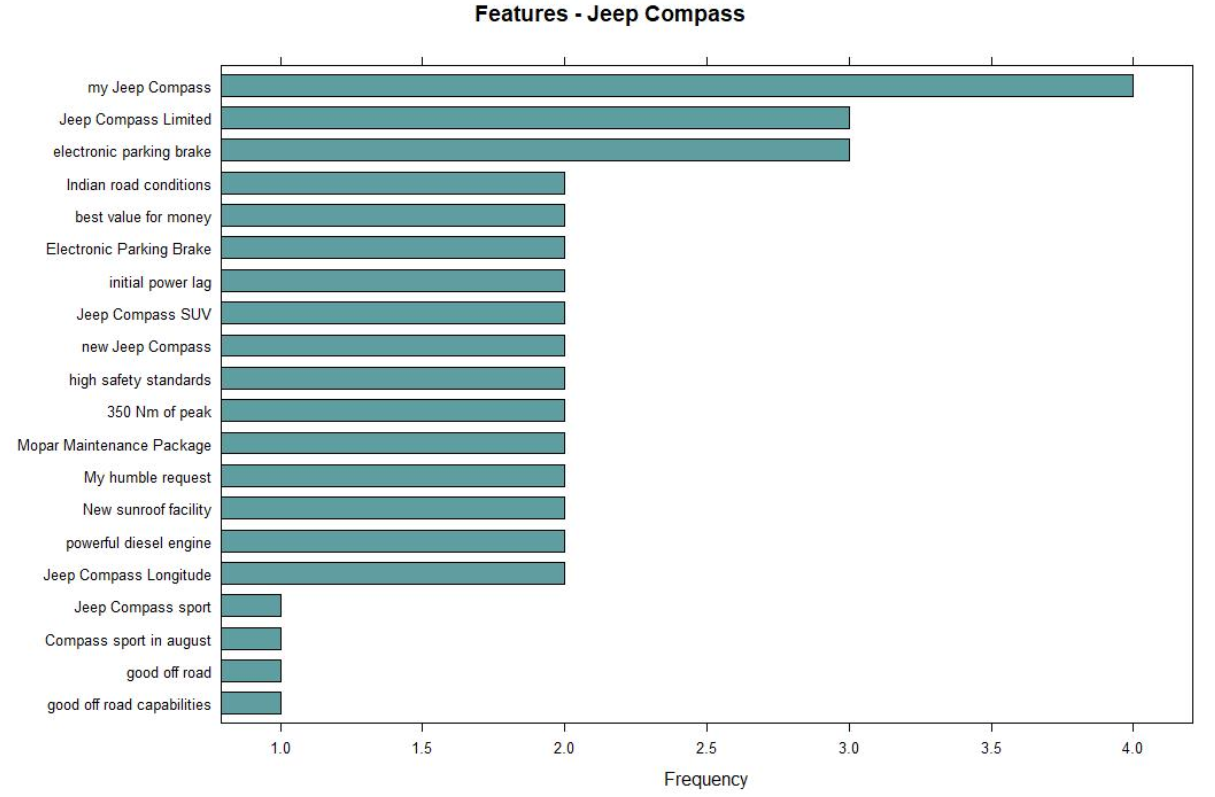 Features - Jeep Compass
my Jeep Compass
Jeep Compass Limited
electronic parking brake
Indian road conditions
best value for money
Electronic Parking Brake
initial power lag
Jeep Compass SUV
new Jeep Compass
high safety standards
350 Nm of peak
Mopar Maintenance Package
My humble request
New sunroof facility
powerful diesel engine
Jeep Compass Longitude
Jeep Compass sport
Compass sport in august
good off road
good off road capabilities
1.0 1.5 2.0 2.5 3.0 3.5 4.0
Frequency